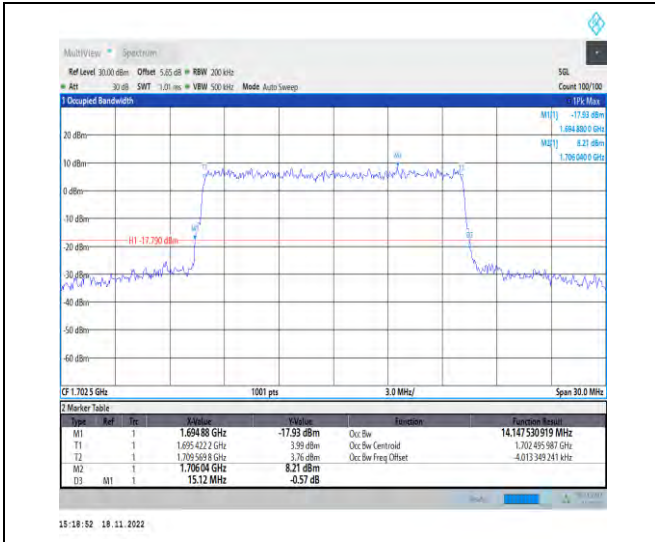 MultiView Spectrum
Ref Level 30.00 dBm Offset 5.65 dB RBW 200 kHz SGL
Att 30 dB SWT 1.01 ms VBW 500 kHz Mode Auto Sweep Count 100/100
1 Occupied Bandwidth 1Pk Max
M1[1] -17.93 dBm
1.694 880 0 GHz
M2[1] 8.21 dBm
1.706 040 0 GHz
20 dBm
10 dBm
0 dBm
-10 dBm
H1 -17.790 dBm
-20 dBm
-30 dBm
-40 dBm
-50 dBm
-60 dBm
CF 1.702 5 GHz 1001 pts 3.0 MHz/ Span 30.0 MHz
2 Marker Table
Type Ref Trc X-Value Y-Value Function Function Result
M1 1 1.694 88 GHz -17.93 dBm Occ Bw 14.147 530 919 MHz
T1 1 1.695 422 2 GHz 3.99 dBm Occ Bw Centroid 1.702 495 987 GHz
T2 1 1.709 569 8 GHz 3.76 dBm Occ Bw Freq Offset -4.013 349 241 kHz
M2 1 1.706 04 GHz 8.21 dBm
D3 M1 1 15.12 MHz -0.57 dB
15:18:52 18.11.2022